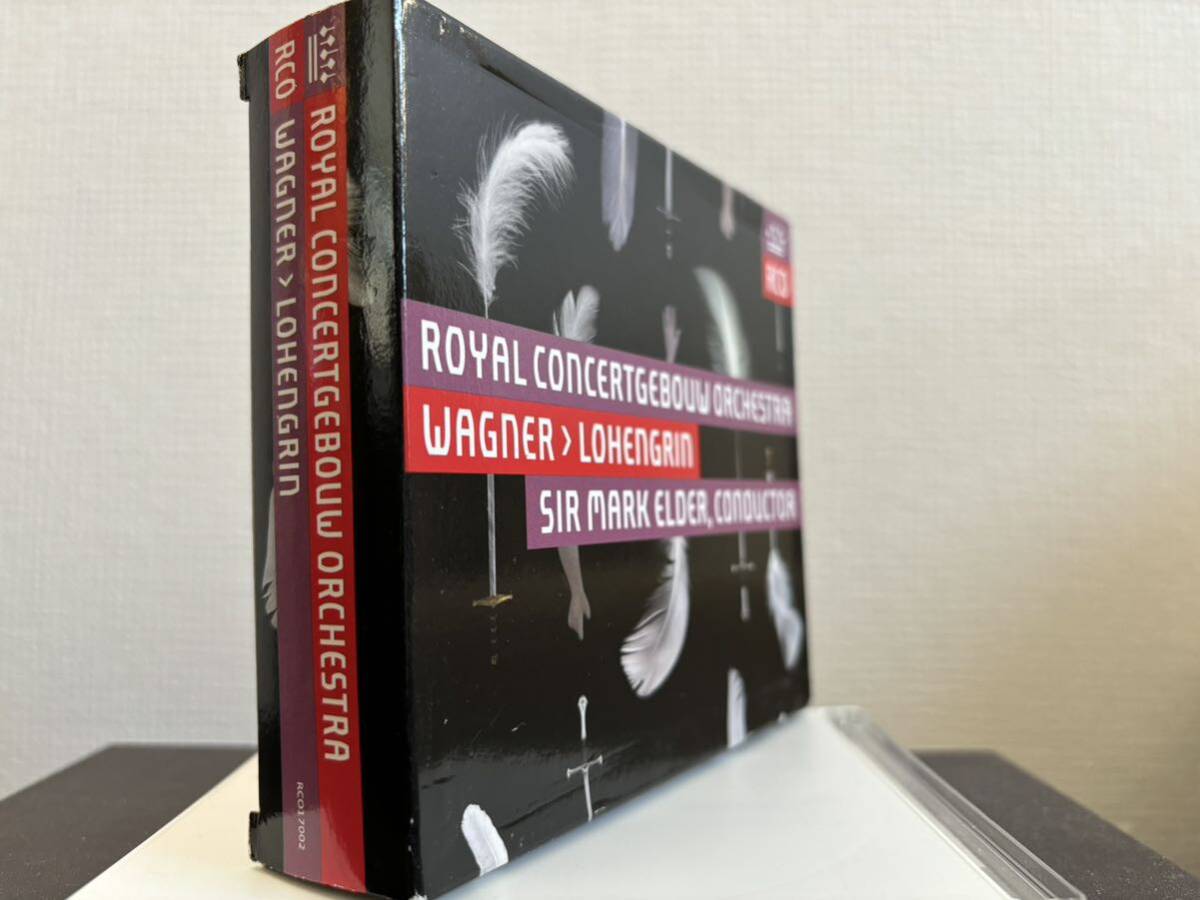 RCO
WAGNER > LOHENGRIN
RCO17002
ROYAL CONCERTGEBOUW ORCHESTRA
RCO
ROYAL CONCERTGEBOUW ORCHESTRA
WAGNER > LOHENGRIN
SIR MARK ELDER, CONDUCTOR